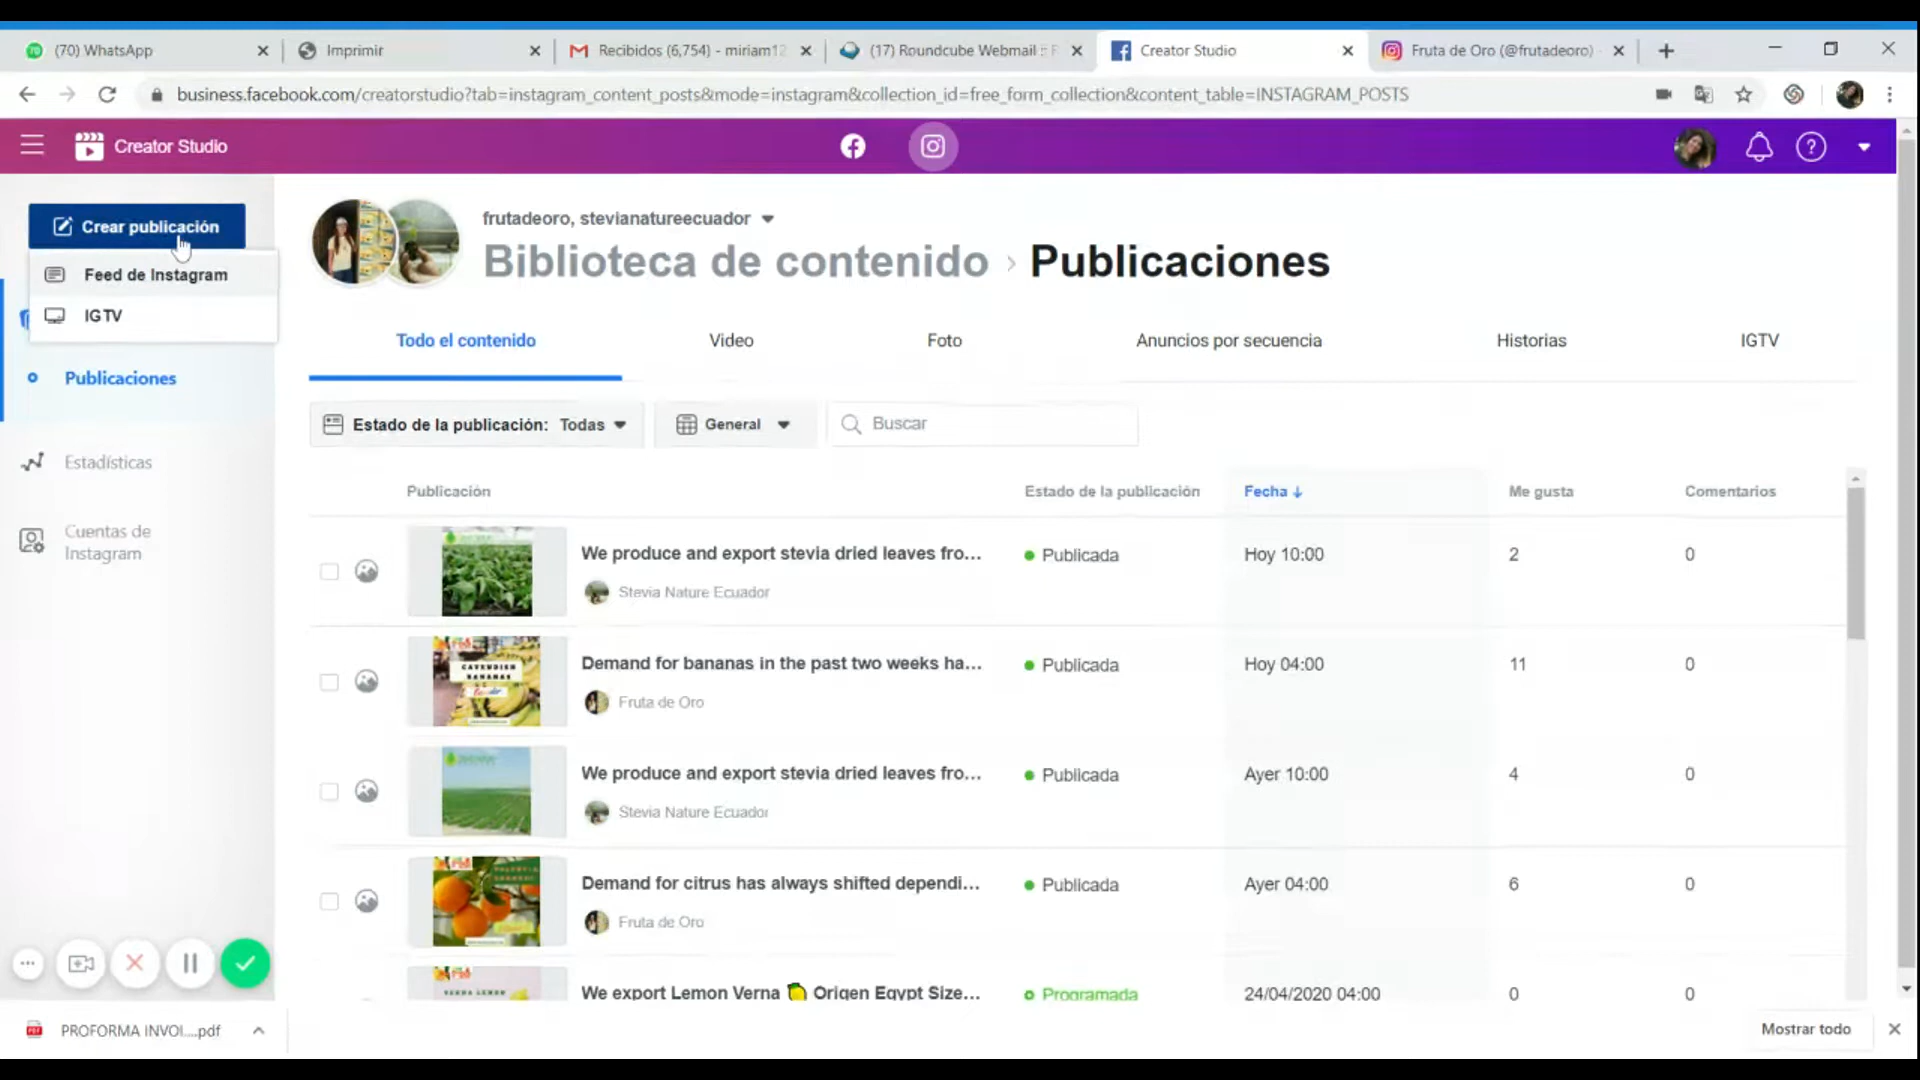 (70) WhatsApp
Imprimir
Recibidos (6,754) - miriam12
(17) Roundcube Webmail ::
Creator Studio
Fruta de Oro (@frutadeoro)
business.facebook.com/creatorstudio?tab=instagram_content_posts&mode=instagram&collection_id=free_form_collection&content_table=INSTAGRAM_POSTS
Creator Studio
Crear publicación
Feed de Instagram
IGTV
Publicaciones
Estadísticas
Cuentas de
Instagram
frutadeoro, stevianatureecuador
Biblioteca de contenido › Publicaciones
Todo el contenido
Video
Foto
Anuncios por secuencia
Historias
IGTV
Estado de la publicación: Todas
General
Buscar
Publicación
Estado de la publicación
Fecha ↓
Me gusta
Comentarios
We produce and export stevia dried leaves fro...
Stevia Nature Ecuador
Publicada
Hoy 10:00
2
0
CAVENDISH
BANANAS
Demand for bananas in the past two weeks ha...
Fruta de Oro
Publicada
Hoy 04:00
11
0
We produce and export stevia dried leaves fro...
Stevia Nature Ecuador
Publicada
Ayer 10:00
4
0
Demand for citrus has always shifted dependi...
Fruta de Oro
Publicada
Ayer 04:00
6
0
We export Lemon Verna 🍋 Origen Egypt Size...
Programada
24/04/2020 04:00
0
0
PROFORMA INVOI....pdf
Mostrar todo